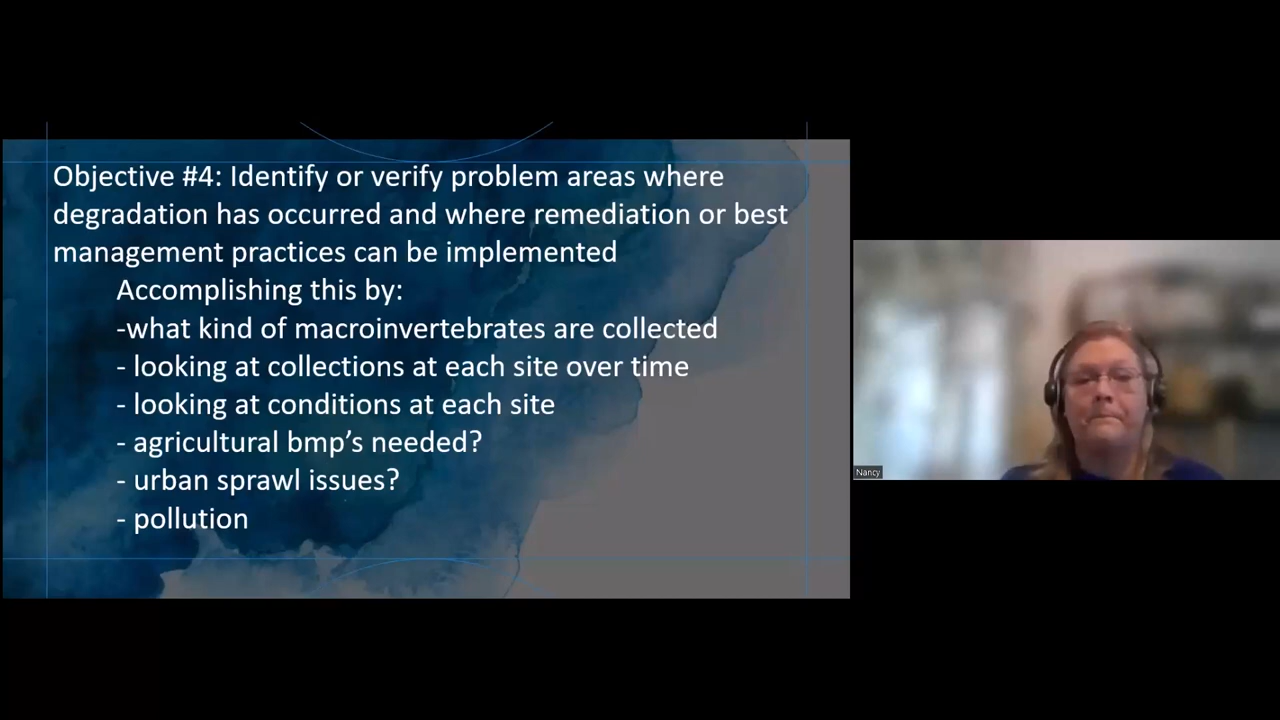 Objective #4: Identify or verify problem areas where
degradation has occurred and where remediation or best
management practices can be implemented
Accomplishing this by:
-what kind of macroinvertebrates are collected
- looking at collections at each site over time
- looking at conditions at each site
- agricultural bmp’s needed?
- urban sprawl issues?
- pollution
Nancy